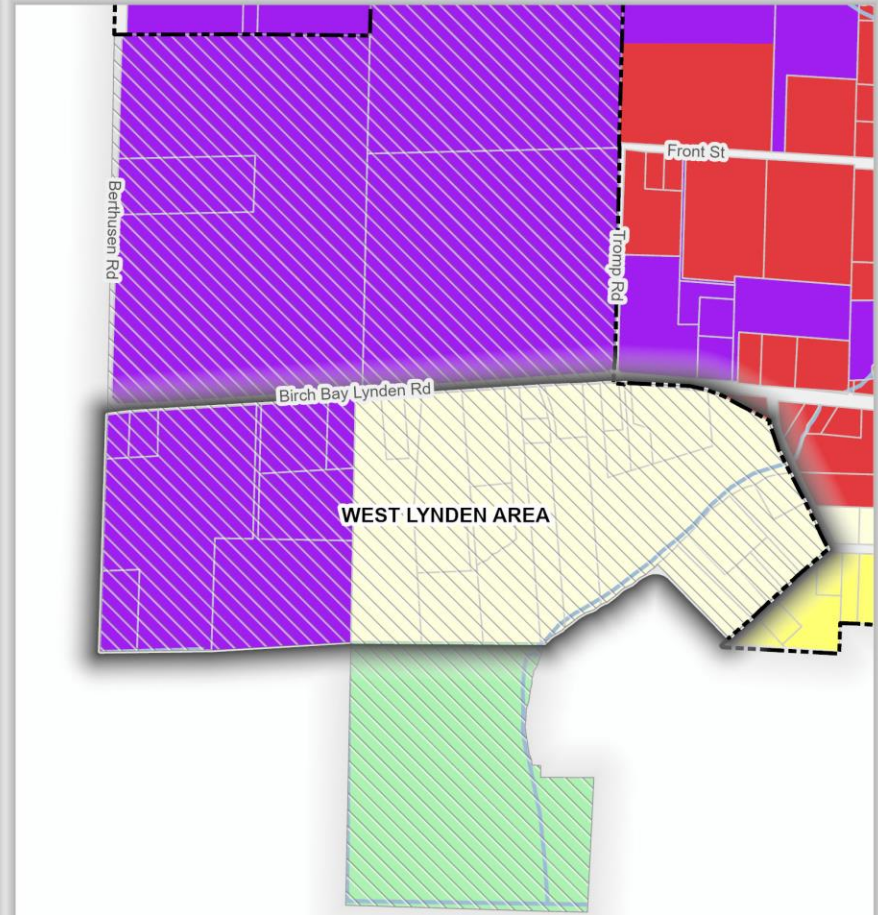 Front St
Berthusen Rd
Tromp Rd
Birch Bay Lynden Rd
WEST LYNDEN AREA